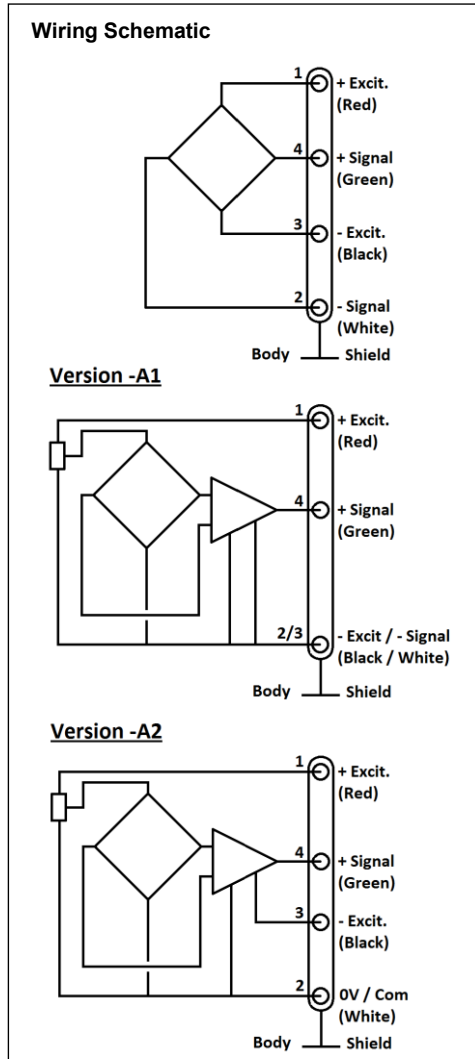 Wiring Schematic
1 + Excit.
(Red)
4 + Signal
(Green)
3 - Excit.
(Black)
2 - Signal
(White)
Body Shield
Version -A1
1 + Excit.
(Red)
4 + Signal
(Green)
2/3 - Excit / - Signal
(Black / White)
Body Shield
Version -A2
1 + Excit.
(Red)
4 + Signal
(Green)
3 - Excit.
(Black)
2 0V / Com
(White)
Body Shield